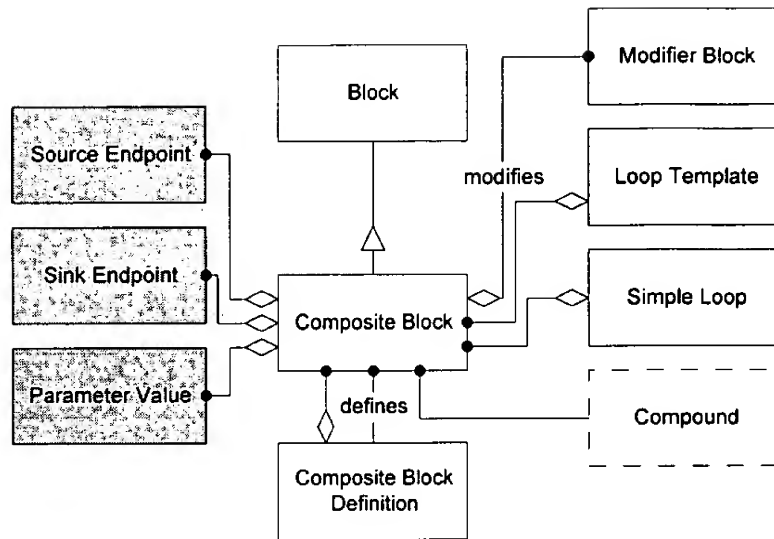 Modifier Block
Block
Source Endpoint
Loop Template
modifies
Sink Endpoint
Simple Loop
Composite Block
Parameter Value
defines
Compound
Composite Block
Definition